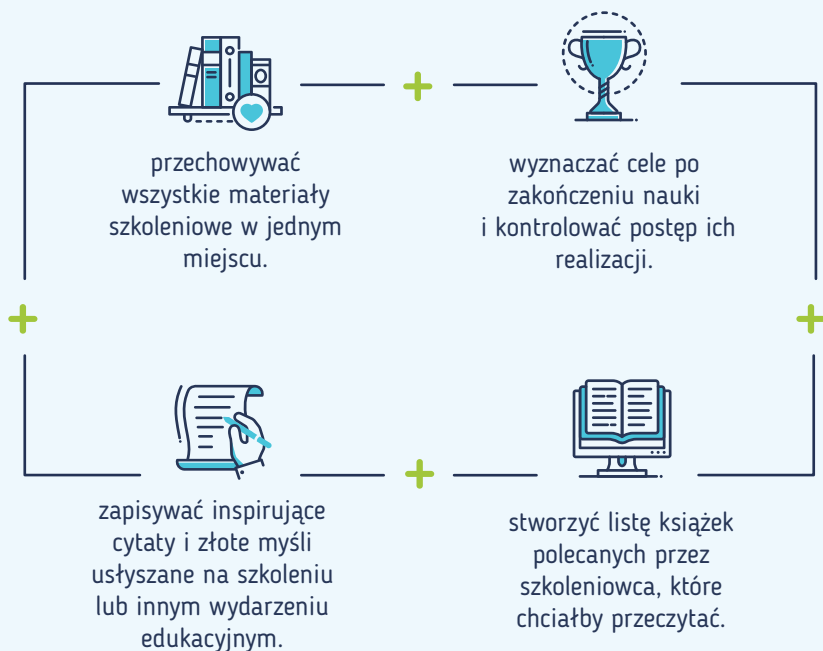 przechowywać
wszystkie materiały
szkoleniowe w jednym
miejscu.
wyznaczać cele po
zakończeniu nauki
i kontrolować postęp ich
realizacji.
zapisywać inspirujące
cytaty i złote myśli
usłyszane na szkoleniu
lub innym wydarzeniu
edukacyjnym.
stworzyć listę książek
polecanych przez
szkoleniowca, które
chciałby przeczytać.